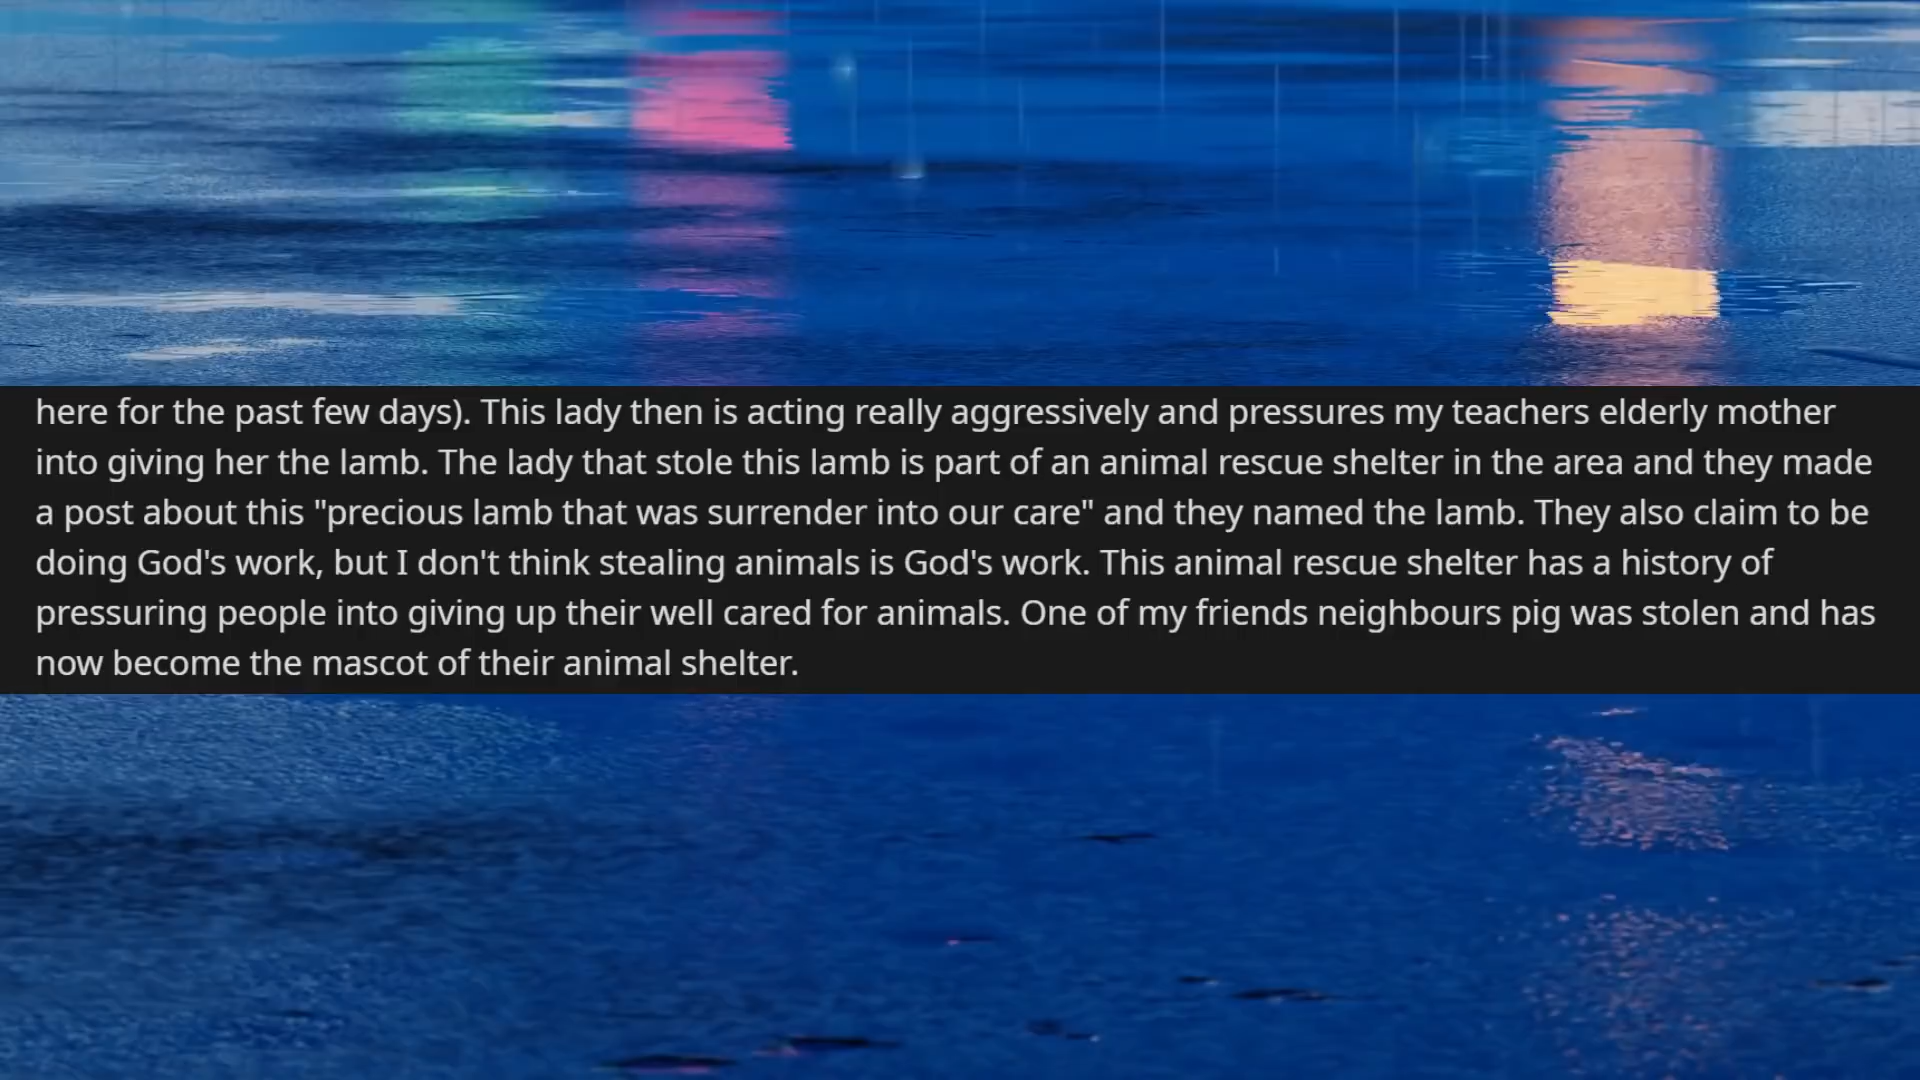 here for the past few days). This lady then is acting really aggressively and pressures my teachers elderly mother
into giving her the lamb. The lady that stole this lamb is part of an animal rescue shelter in the area and they made
a post about this "precious lamb that was surrender into our care" and they named the lamb. They also claim to be
doing God's work, but I don't think stealing animals is God's work. This animal rescue shelter has a history of
pressuring people into giving up their well cared for animals. One of my friends neighbours pig was stolen and has
now become the mascot of their animal shelter.